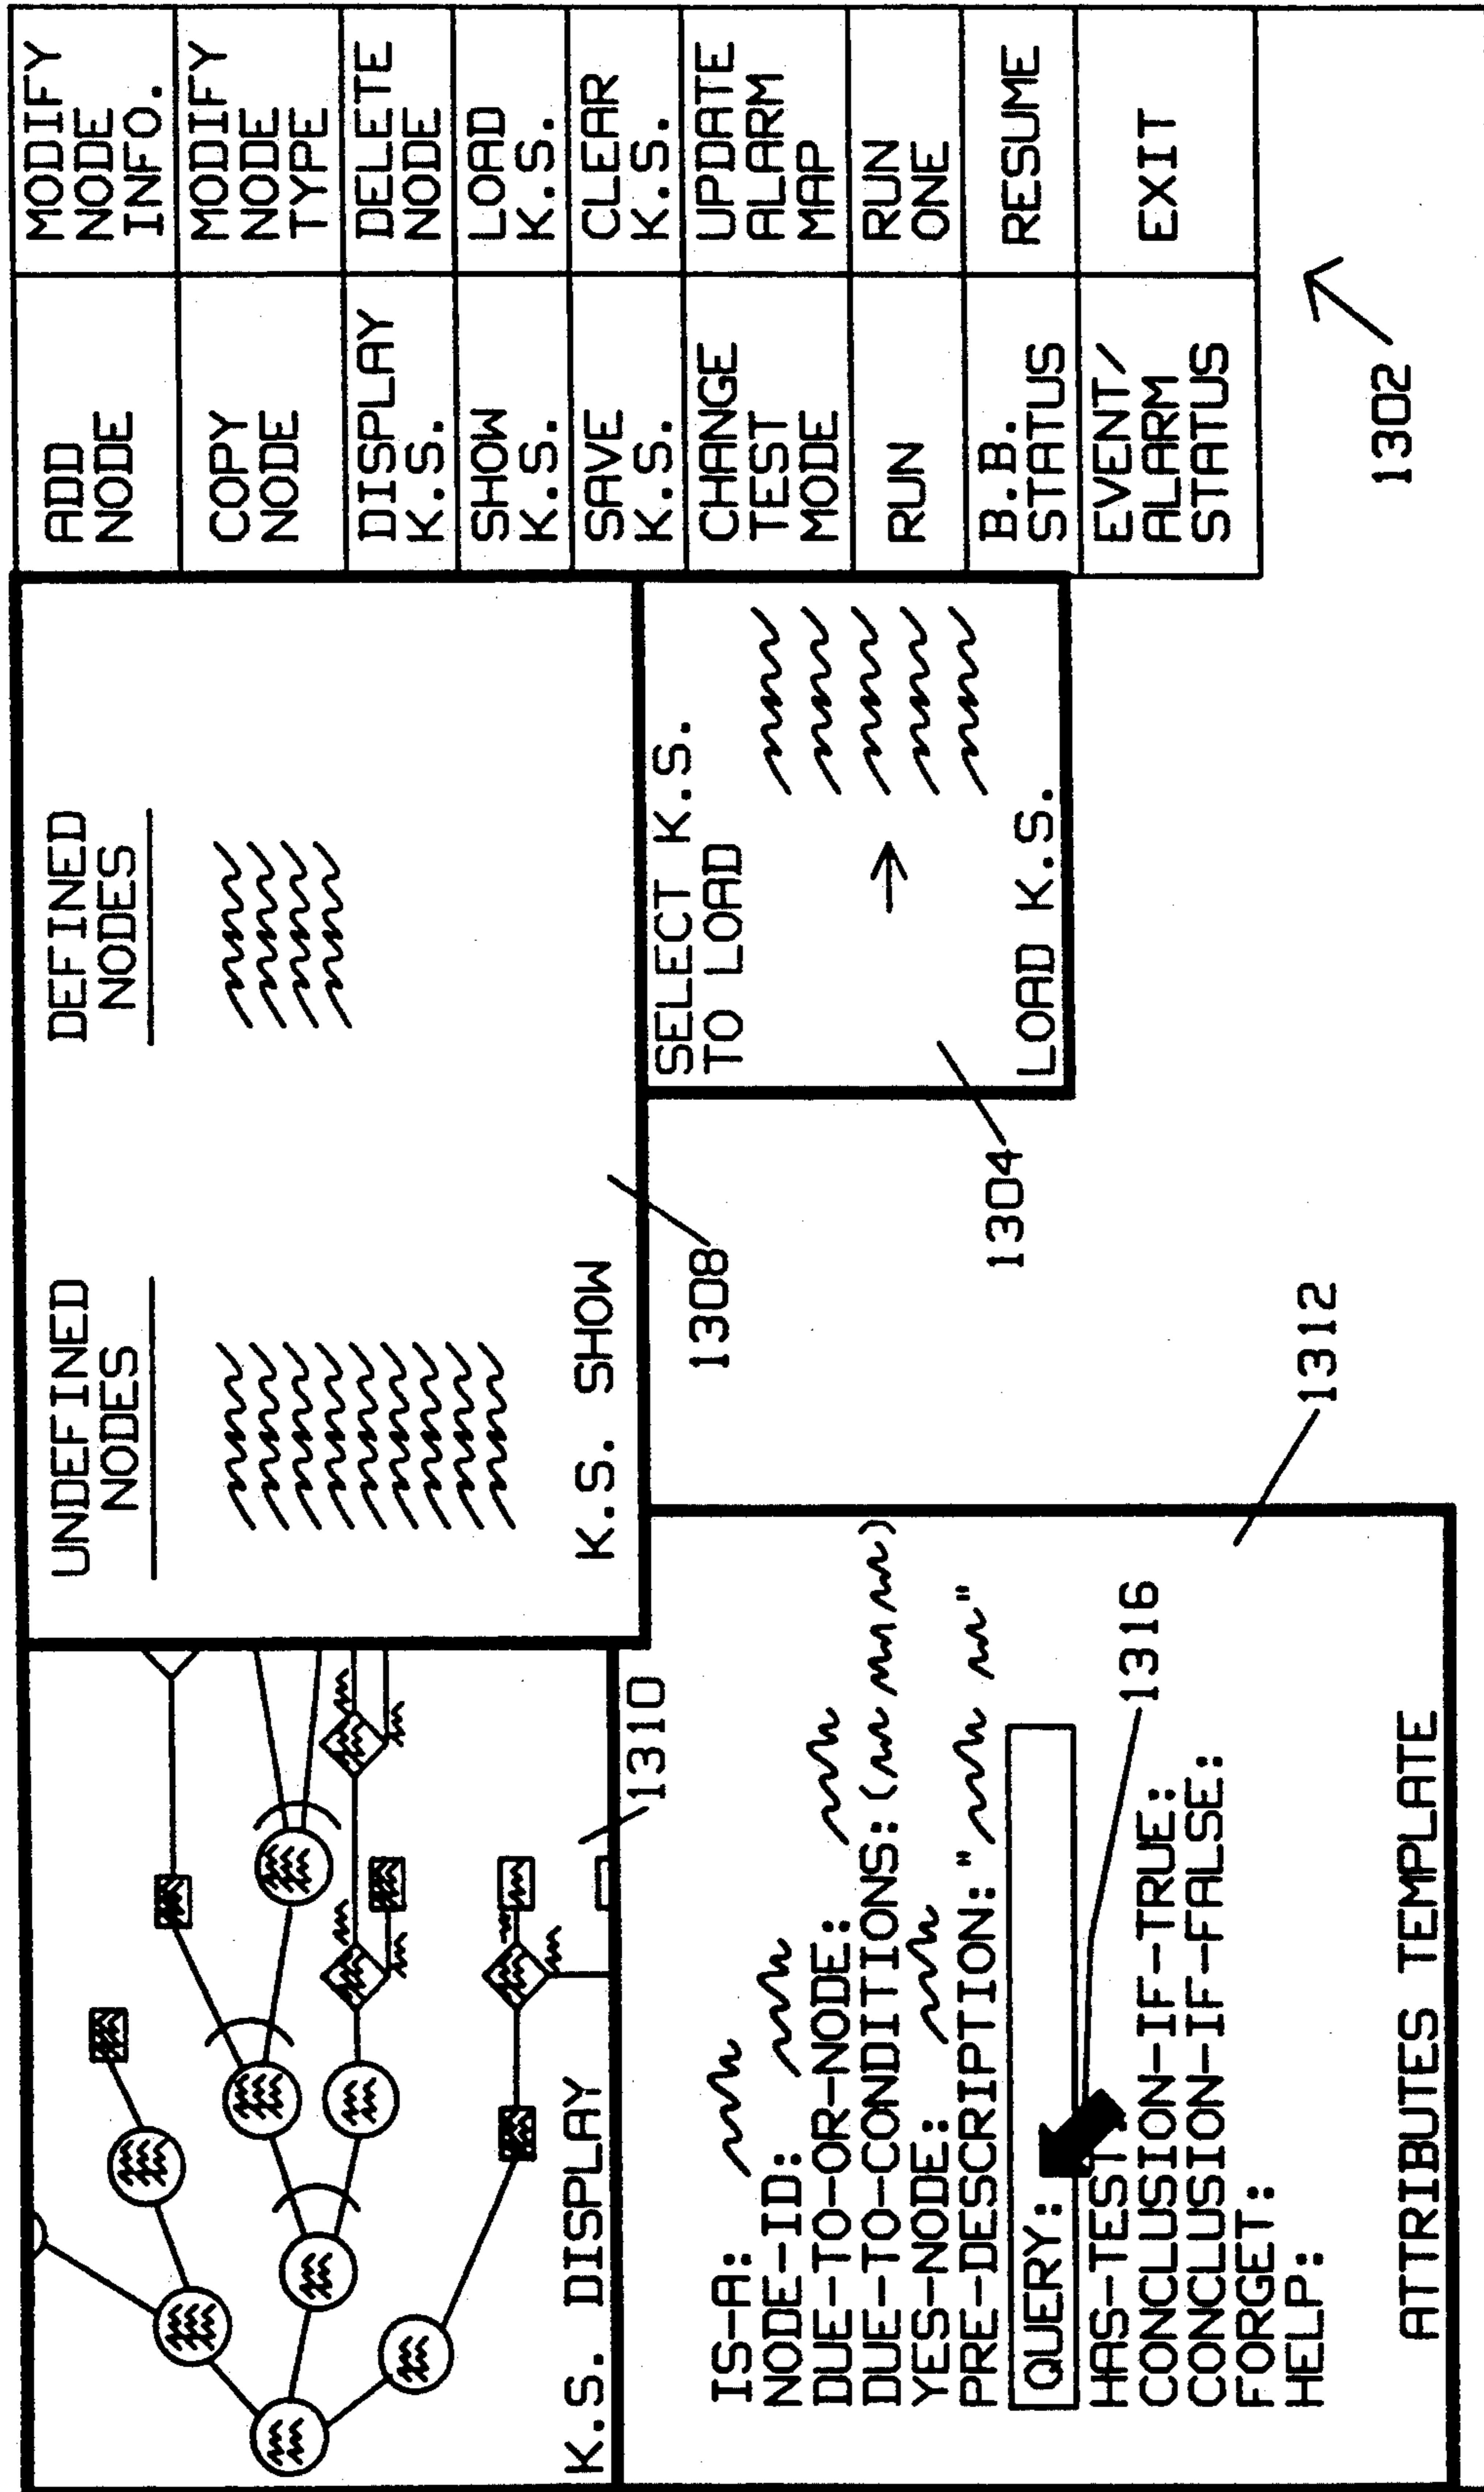 UNDEFINED
NODES
DEFINED
NODES
K.S. DISPLAY
K.S. SHOW
1310
1308
ADD
NODE
MODIFY
NODE
INFO.
COPY
NODE
MODIFY
NODE
TYPE
DISPLAY
K.S.
DELETE
NODE
SHOW
K.S.
LOAD
K.S.
SAVE
K.S.
CLEAR
K.S.
CHANGE
TEST
MODE
UPDATE
ALARM
MAP
RUN
RUN
ONE
B.B.
STATUS
RESUME
EVENT/
ALARM
STATUS
EXIT
1302
SELECT K.S.
TO LOAD
LOAD K.S.
1304
IS-A:
NODE-ID:
DUE-TO-OR-NODE:
DUE-TO-CONDITIONS: ( )
YES-NODE:
PRE-DESCRIPTION: " "
QUERY:
HAS-TEST
CONCLUSION-IF-TRUE:
CONCLUSION-IF-FALSE:
FORGET:
HELP:
1316
1312
ATTRIBUTES TEMPLATE